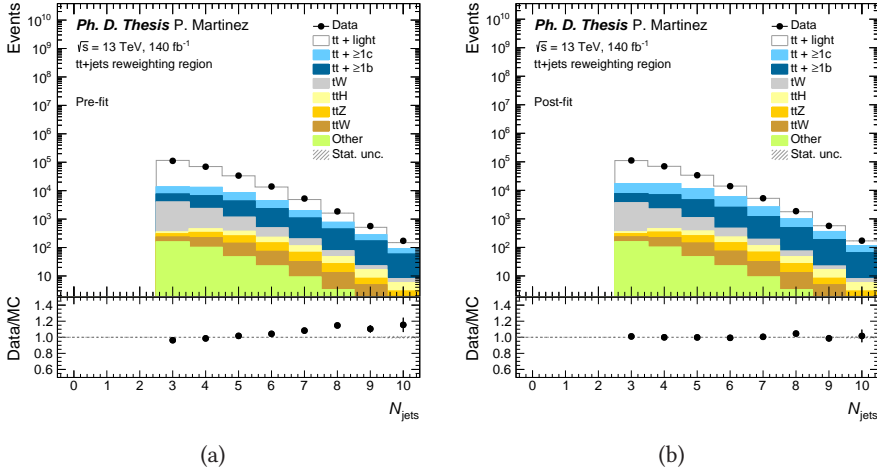 Events
10¹⁰
10⁹
10⁸
10⁷
10⁶
10⁵
10⁴
10³
10²
10
Ph. D. Thesis P. Martinez
√s = 13 TeV, 140 fb⁻¹
tt+jets reweighting region
Pre-fit
Data
tt + light
tt + ≥1c
tt + ≥1b
tW
ttH
ttZ
ttW
Other
Stat. unc.
Data/MC
1.4
1.2
1.0
0.8
0.6
0 1 2 3 4 5 6 7 8 9 10
N_jets
(a)
Events
10¹⁰
10⁹
10⁸
10⁷
10⁶
10⁵
10⁴
10³
10²
10
Ph. D. Thesis P. Martinez
√s = 13 TeV, 140 fb⁻¹
tt+jets reweighting region
Post-fit
Data
tt + light
tt + ≥1c
tt + ≥1b
tW
ttH
ttZ
ttW
Other
Stat. unc.
Data/MC
1.4
1.2
1.0
0.8
0.6
0 1 2 3 4 5 6 7 8 9 10
N_jets
(b)